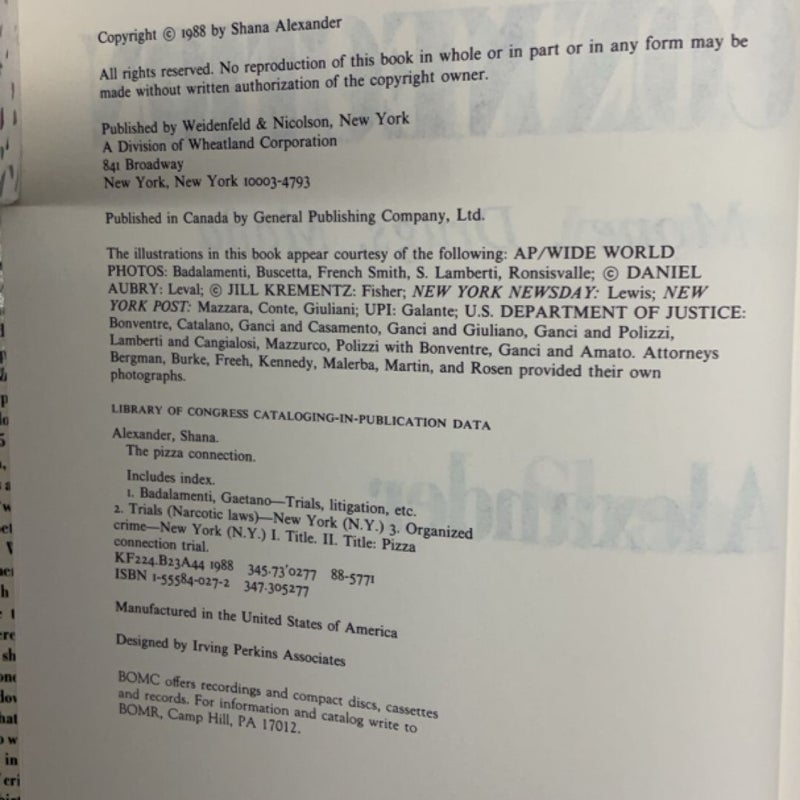 Copyright © 1988 by Shana Alexander
All rights reserved. No reproduction of this book in whole or in part or in any form may be
made without written authorization of the copyright owner.
Published by Weidenfeld & Nicolson, New York
A Division of Wheatland Corporation
841 Broadway
New York, New York 10003-4793
Published in Canada by General Publishing Company, Ltd.
The illustrations in this book appear courtesy of the following: AP/WIDE WORLD
PHOTOS: Badalamenti, Buscetta, French Smith, S. Lamberti, Ronsisvalle; © DANIEL
AUBRY: Leval; © JILL KREMENTZ: Fisher; NEW YORK NEWSDAY: Lewis; NEW
YORK POST: Mazzara, Conte, Giuliani; UPI: Galante; U.S. DEPARTMENT OF JUSTICE:
Bonventre, Catalano, Ganci and Casamento, Ganci and Giuliano, Ganci and Polizzi,
Lamberti and Cangialosi, Mazzurco, Polizzi with Bonventre, Ganci and Amato. Attorneys
Bergman, Burke, Freeh, Kennedy, Malerba, Martin, and Rosen provided their own
photographs.
LIBRARY OF CONGRESS CATALOGING-IN-PUBLICATION DATA
Alexander, Shana.
The pizza connection.
Includes index.
1. Badalamenti, Gaetano—Trials, litigation, etc.
2. Trials (Narcotic laws)—New York (N.Y.) 3. Organized
crime—New York (N.Y.) I. Title. II. Title: Pizza
connection trial.
KF224.B23A44 1988 345.73'0277 88-5771
ISBN 1-55584-027-2 347.305277
Manufactured in the United States of America
Designed by Irving Perkins Associates
BOMC offers recordings and compact discs, cassettes
and records. For information and catalog write to
BOMR, Camp Hill, PA 17012.